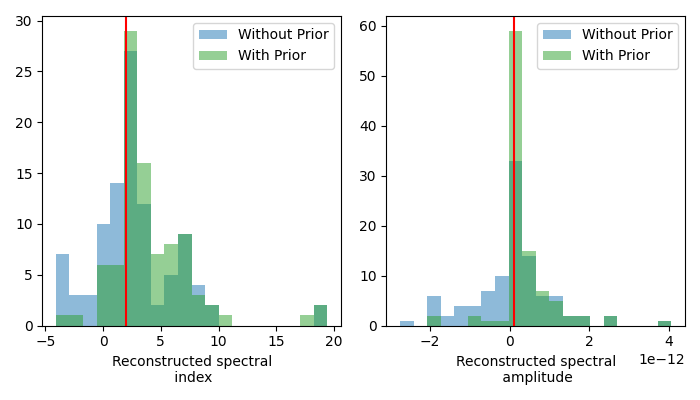 30
25
20
15
10
5
0
−5
0
5
10
15
20
Reconstructed spectral
index
Without Prior
With Prior
60
50
40
30
20
10
0
−2
0
2
4
1e−12
Reconstructed spectral
amplitude
Without Prior
With Prior